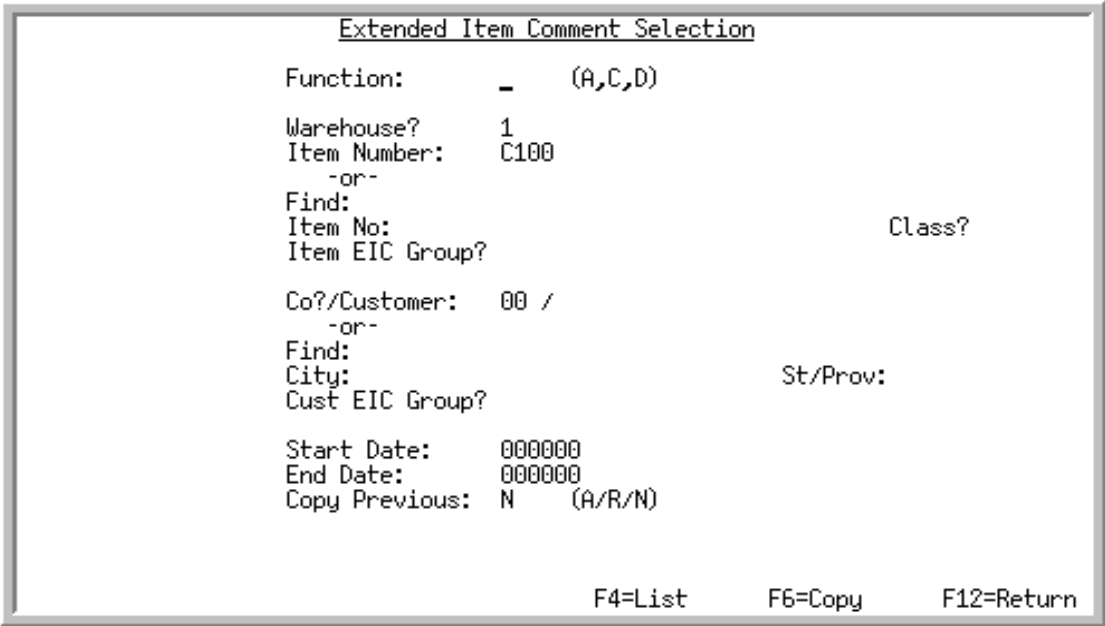 Extended Item Comment Selection
Function: _ (A,C,D)
Warehouse? 1
Item Number: C100
-or-
Find:
Item No: Class?
Item EIC Group?
Co?/Customer: 00 /
-or-
Find:
City: St/Prov:
Cust EIC Group?
Start Date: 000000
End Date: 000000
Copy Previous: N (A/R/N)
F4=List F6=Copy F12=Return